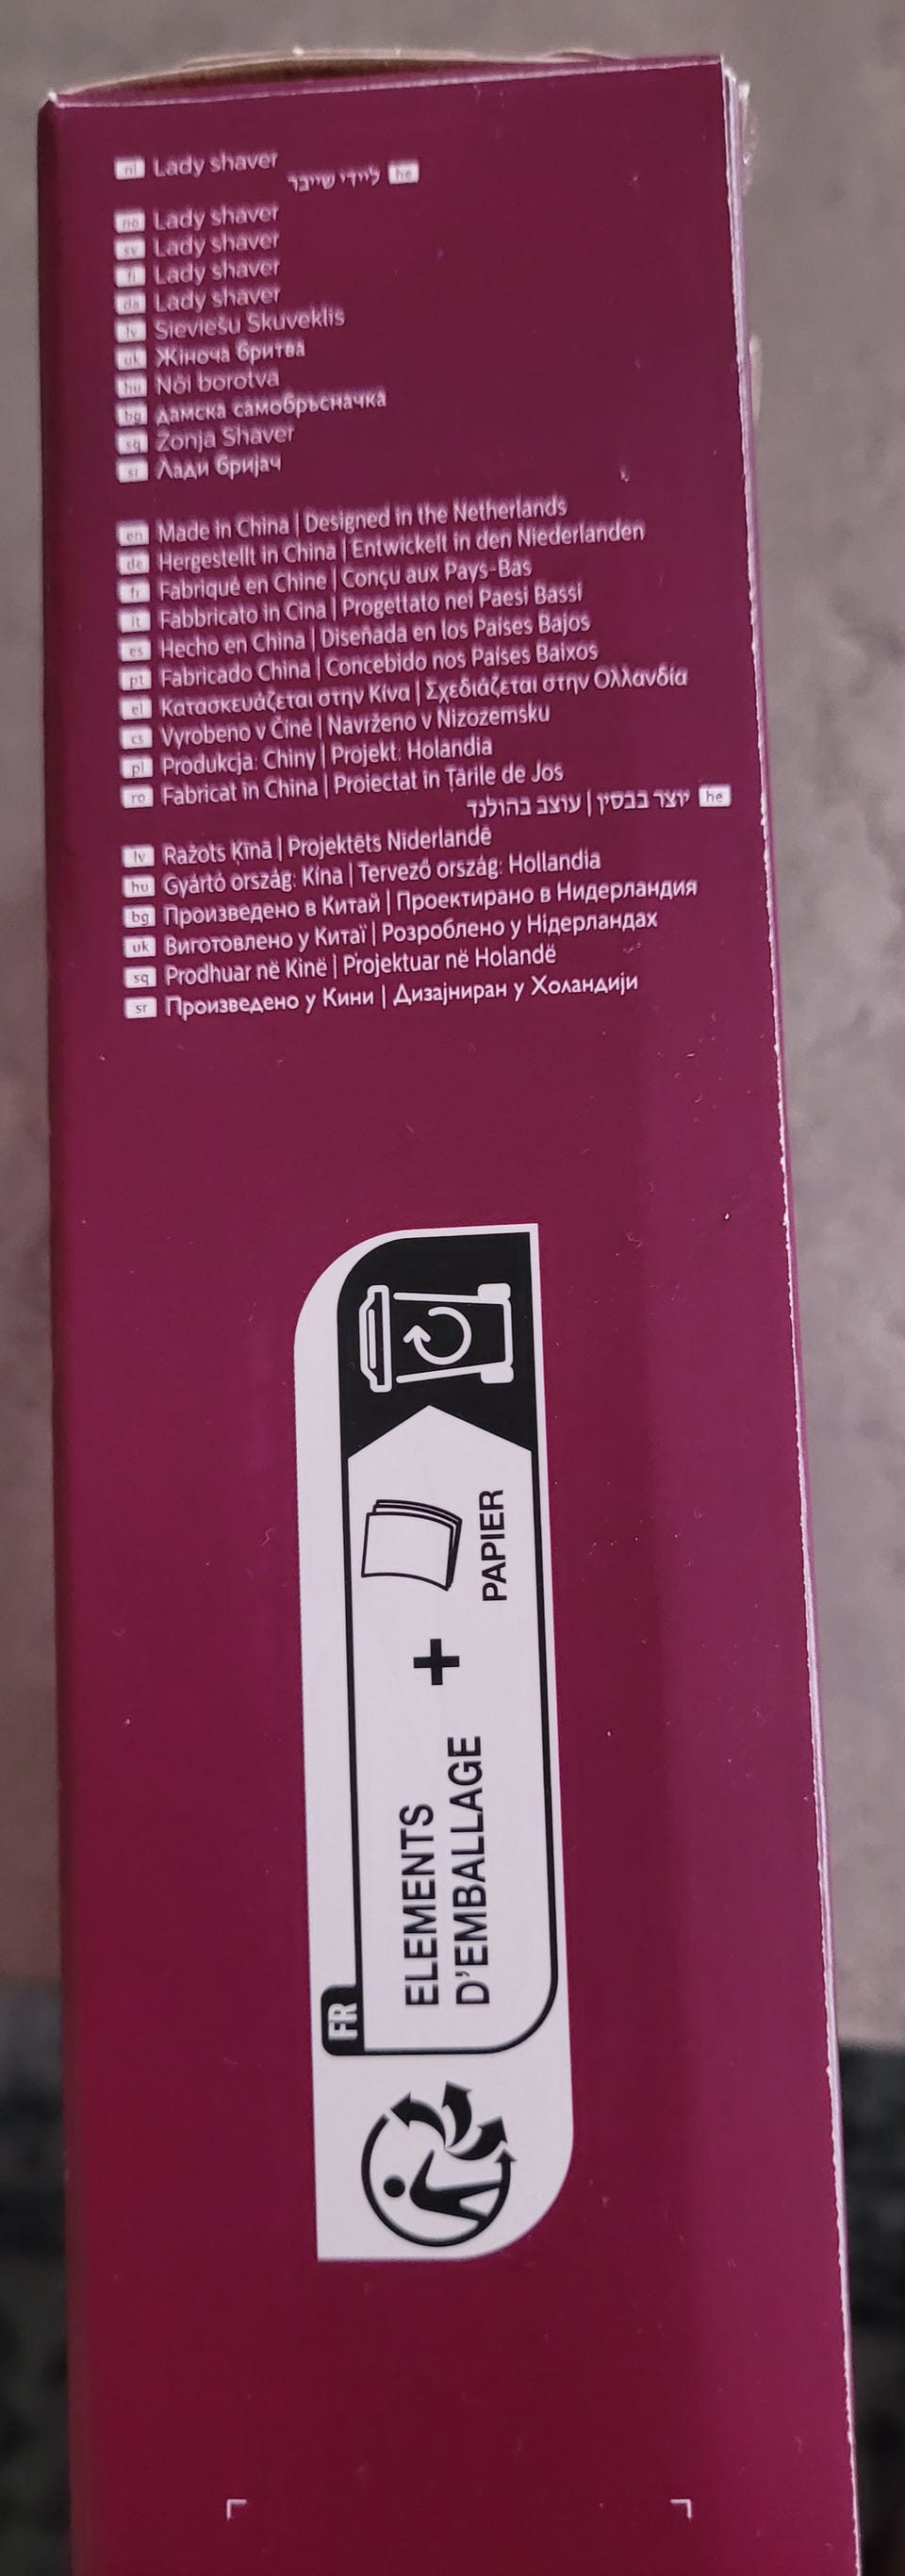 nl Lady shaver
ליידי שייבר he
no Lady shaver
sv Lady shaver
fi Lady shaver
da Lady shaver
lv Sieviešu Skuveklis
uk Жіноча бритва
hu Női borotva
bg дамска самобръсначка
sq Zonja Shaver
sr Лади бријач
en Made in China | Designed in the Netherlands
de Hergestellt in China | Entwickelt in den Niederlanden
fr Fabriqué en Chine | Conçu aux Pays-Bas
it Fabbricato in Cina | Progettato nei Paesi Bassi
es Hecho en China | Diseñada en los Países Bajos
pt Fabricado China | Concebido nos Países Baixos
el Κατασκευάζεται στην Κίνα | Σχεδιάζεται στην Ολλανδία
cs Vyrobeno v Číně | Navrženo v Nizozemsku
pl Produkcja: Chiny | Projekt: Holandia
ro Fabricat in China | Proiectat în Țările de Jos
he יוצר בבסין | עוצב בהולנד
lv Ražots Ķīnā | Projektēts Nīderlandē
hu Gyártó ország: Kína | Tervező ország: Hollandia
bg Произведено в Китай | Проектирано в Нидерландия
uk Виготовлено у Китаї | Розроблено у Нідерландах
sq Prodhuar në Kinë | Projektuar në Holandë
sr Произведено у Кини | Дизајниран у Холандији
FR
ELEMENTS
D'EMBALLAGE
+
PAPIER